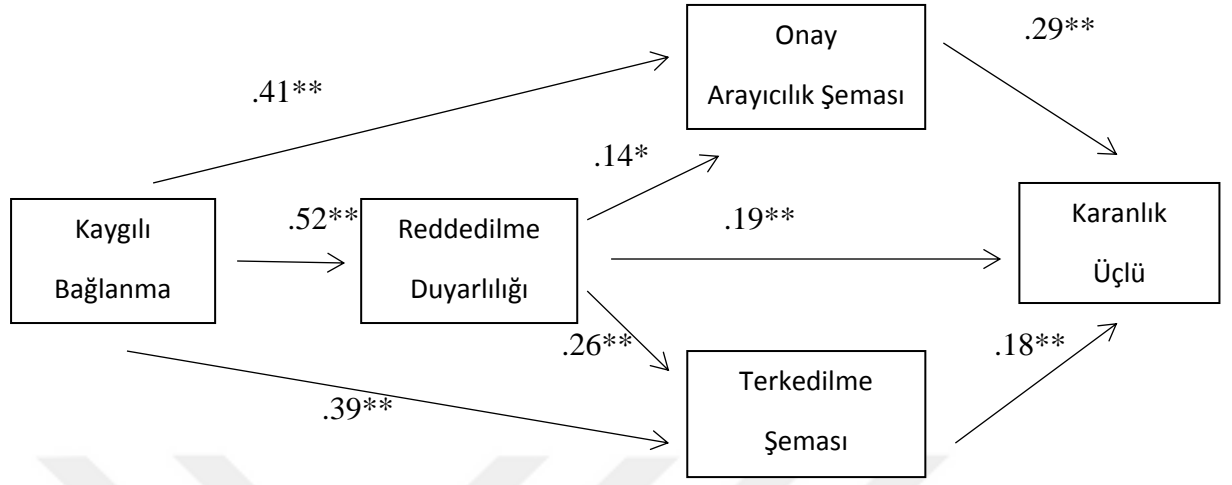 Onay
Arayıcılık Şeması
.29**
.41**
.14*
Kaygılı
Bağlanma
.52**
Reddedilme
Duyarlılığı
.19**
Karanlık
Üçlü
.26**
.39**
Terkedilme
Şeması
.18**